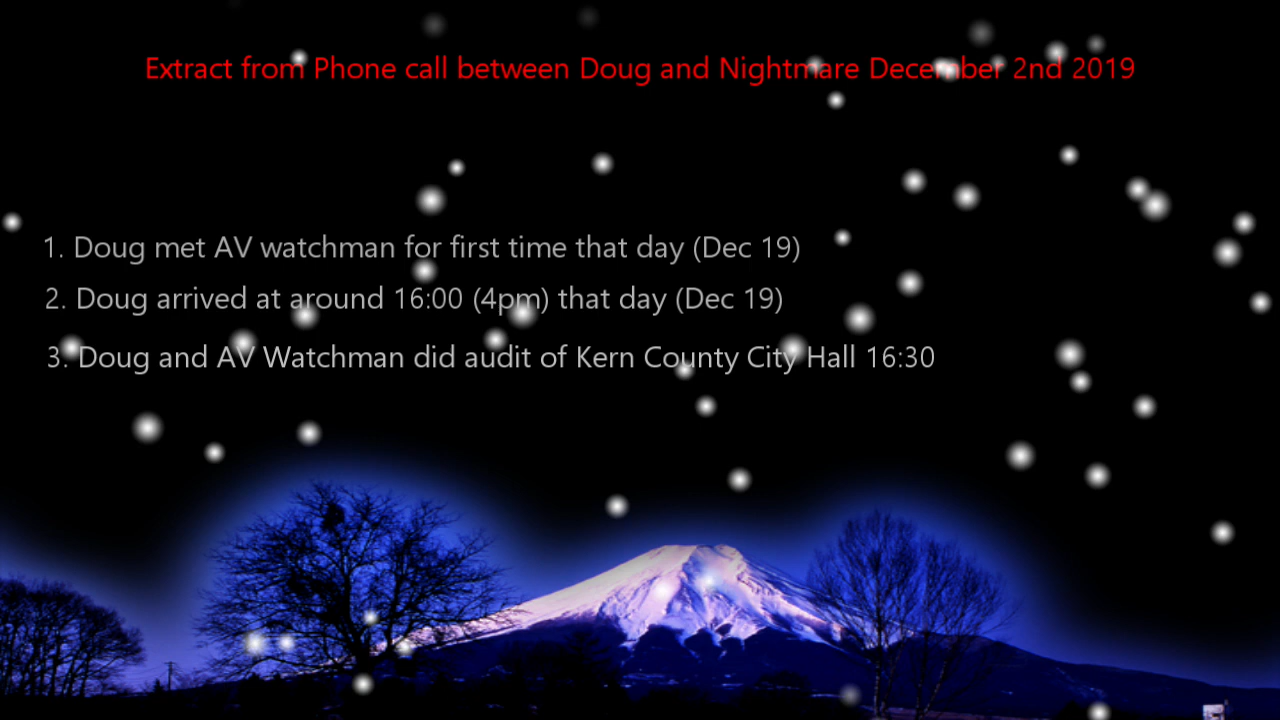 Extract from Phone call between Doug and Nightmare December 2nd 2019
1. Doug met AV watchman for first time that day (Dec 19)
2. Doug arrived at around 16:00 (4pm) that day (Dec 19)
3. Doug and AV Watchman did audit of Kern County City Hall 16:30